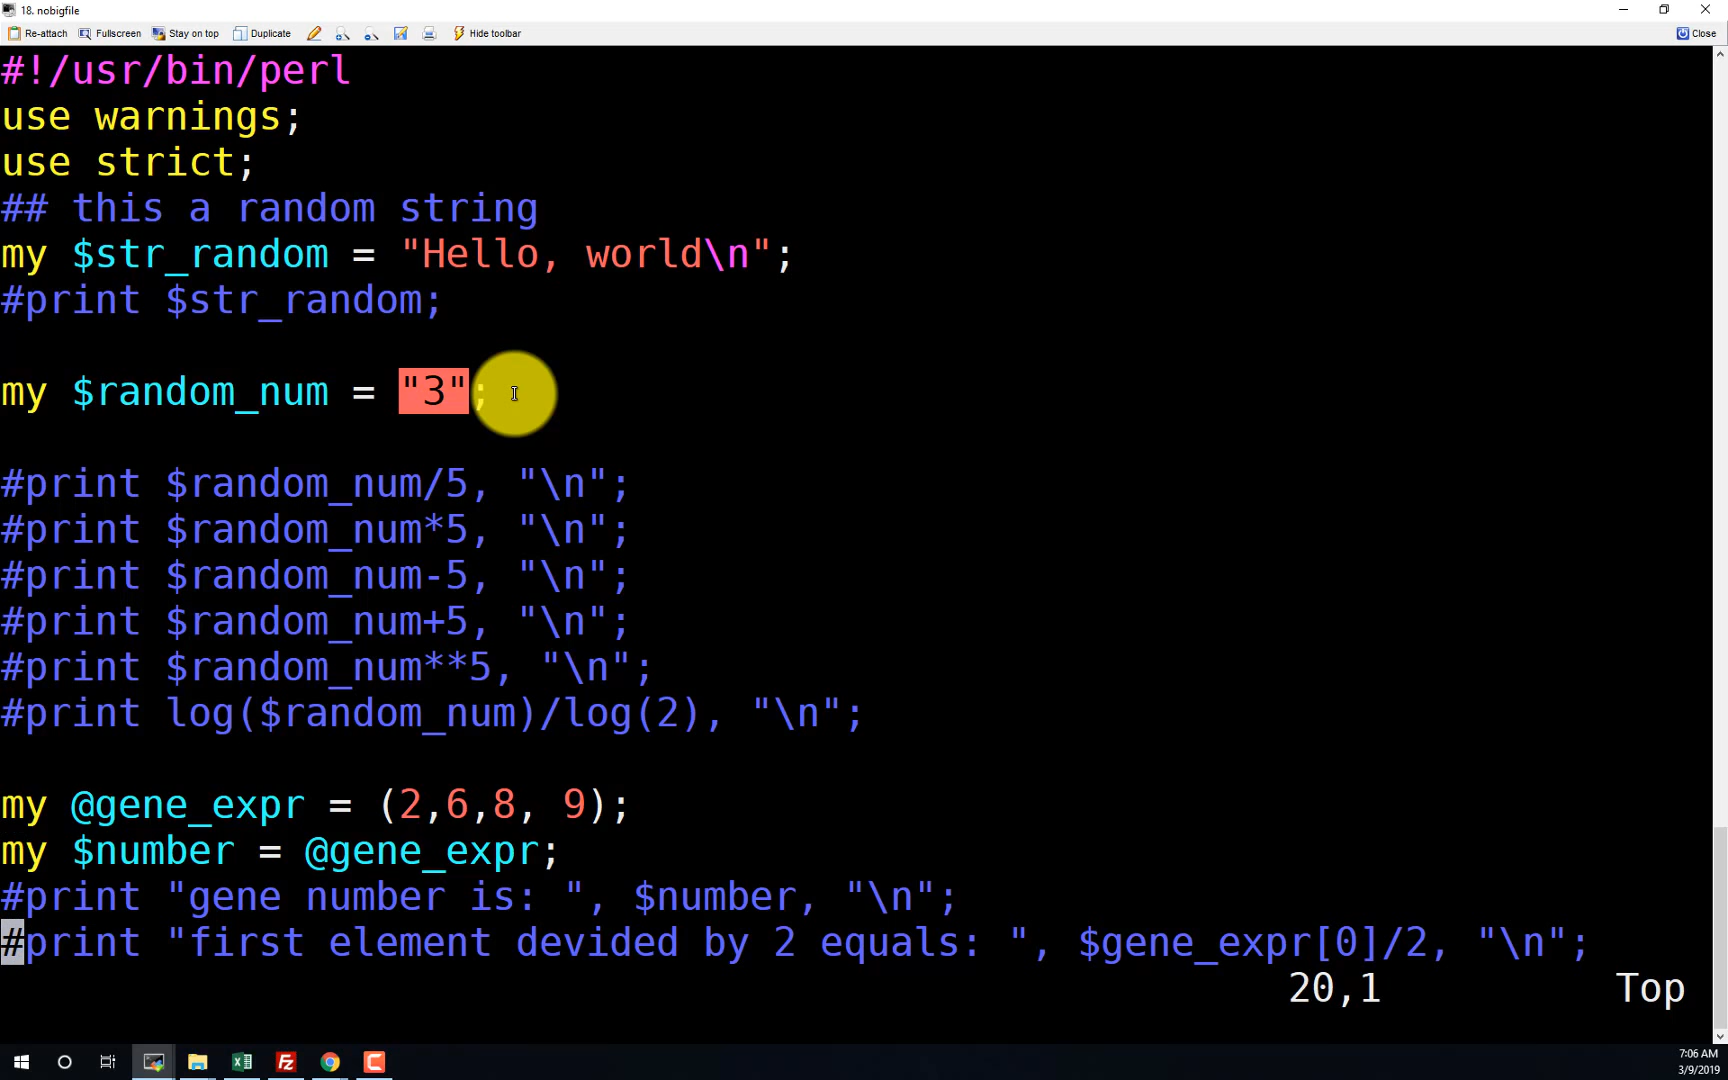 18. nobigfile
Re-attach Fullscreen Stay on top Duplicate Hide toolbar Close
#!/usr/bin/perl
use warnings;
use strict;
## this a random string
my $str_random = "Hello, world\n";
#print $str_random;
my $random_num = "3";
#print $random_num/5, "\n";
#print $random_num*5, "\n";
#print $random_num-5, "\n";
#print $random_num+5, "\n";
#print $random_num**5, "\n";
#print log($random_num)/log(2), "\n";
my @gene_expr = (2,6,8, 9);
my $number = @gene_expr;
#print "gene number is: ", $number, "\n";
#print "first element devided by 2 equals: ", $gene_expr[0]/2, "\n";
20,1 Top
7:06 AM
3/9/2019